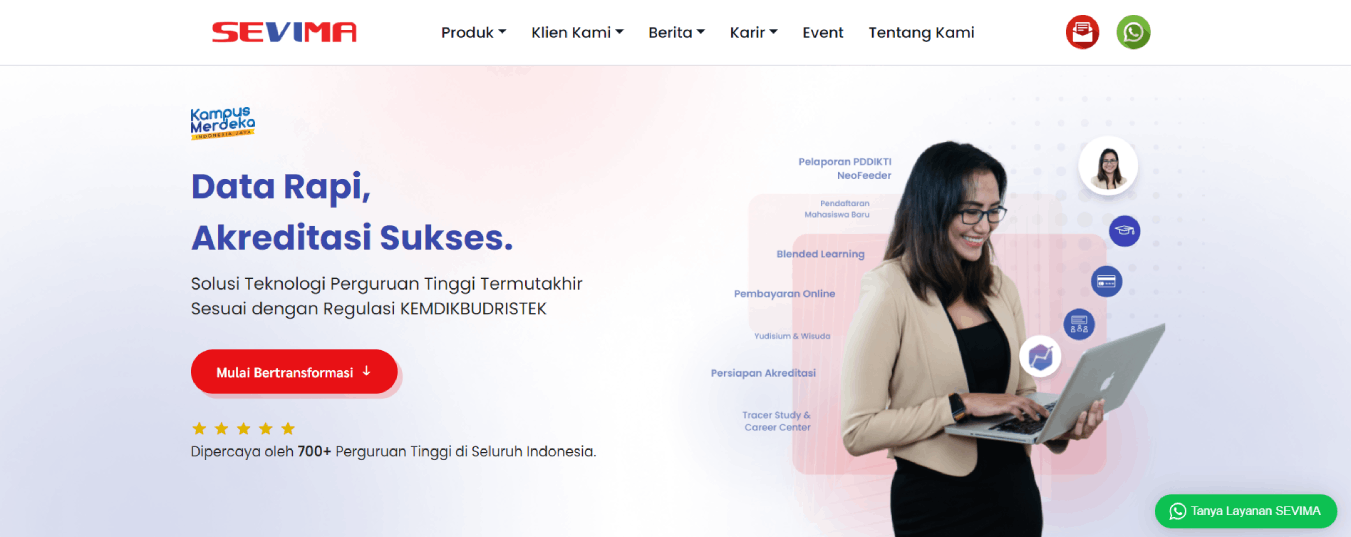 SEVIMA
Produk
Klien Kami
Berita
Karir
Event
Tentang Kami
Kampus
Merdeka
INDONESIA JAYA
Data Rapi,
Akreditasi Sukses.
Solusi Teknologi Perguruan Tinggi Termutakhir
Sesuai dengan Regulasi KEMDIKBUDRISTEK
Mulai Bertransformasi ↓
Dipercaya oleh 700+ Perguruan Tinggi di Seluruh Indonesia.
Pelaporan PDDIKTI
NeoFeeder
Pendaftaran
Mahasiswa Baru
Blended Learning
Pembayaran Online
Yudisium & Wisuda
Persiapan Akreditasi
Tracer Study &
Career Center
Tanya Layanan SEVIMA